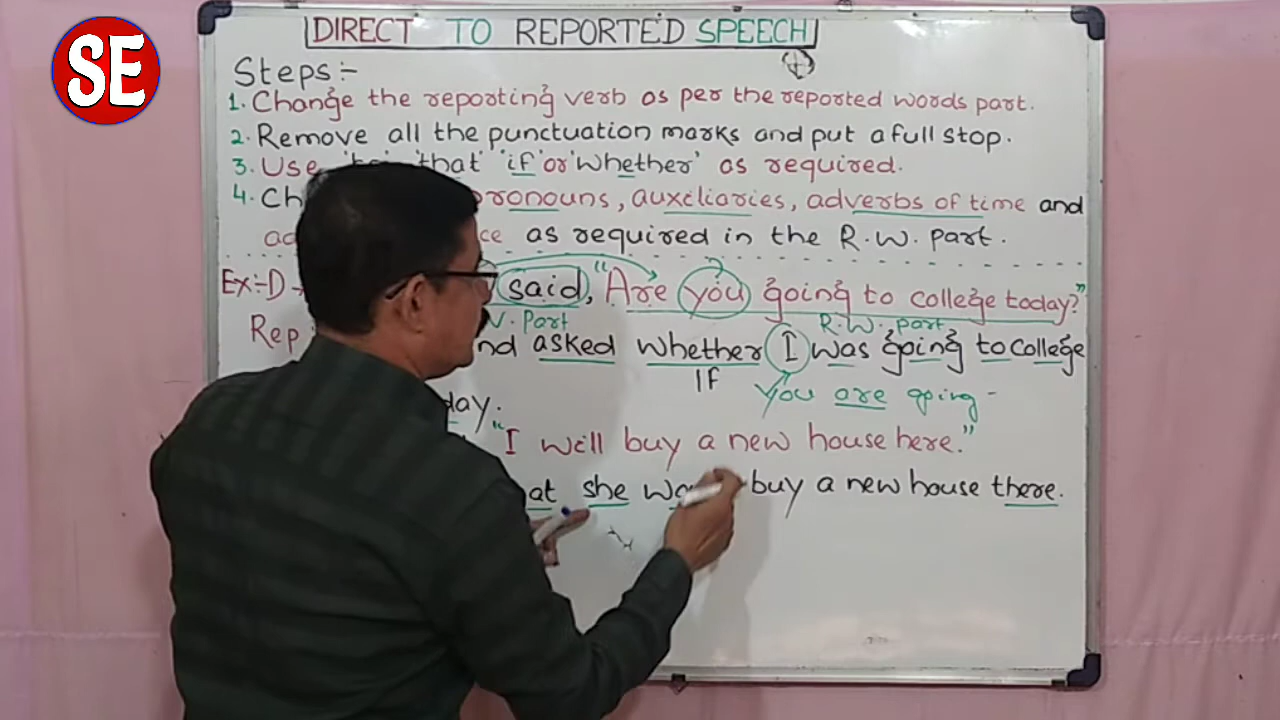 SE
DIRECT TO REPORTED SPEECH
(+)
Steps:-
1. Change the reporting verb as per the reported words part.
2. Remove all the punctuation marks and put a full stop.
3. Use 'that' 'if' or 'whether' as required.
4. pronouns, auxiliaries, adverbs of time and
as required in the R.W. part.
Ex:-D → said, "Are you going to college today?"
V. Part R.W. part
Rep asked whether I was going to college
If you are going -
"I will buy a new house here."
she buy a new house there.